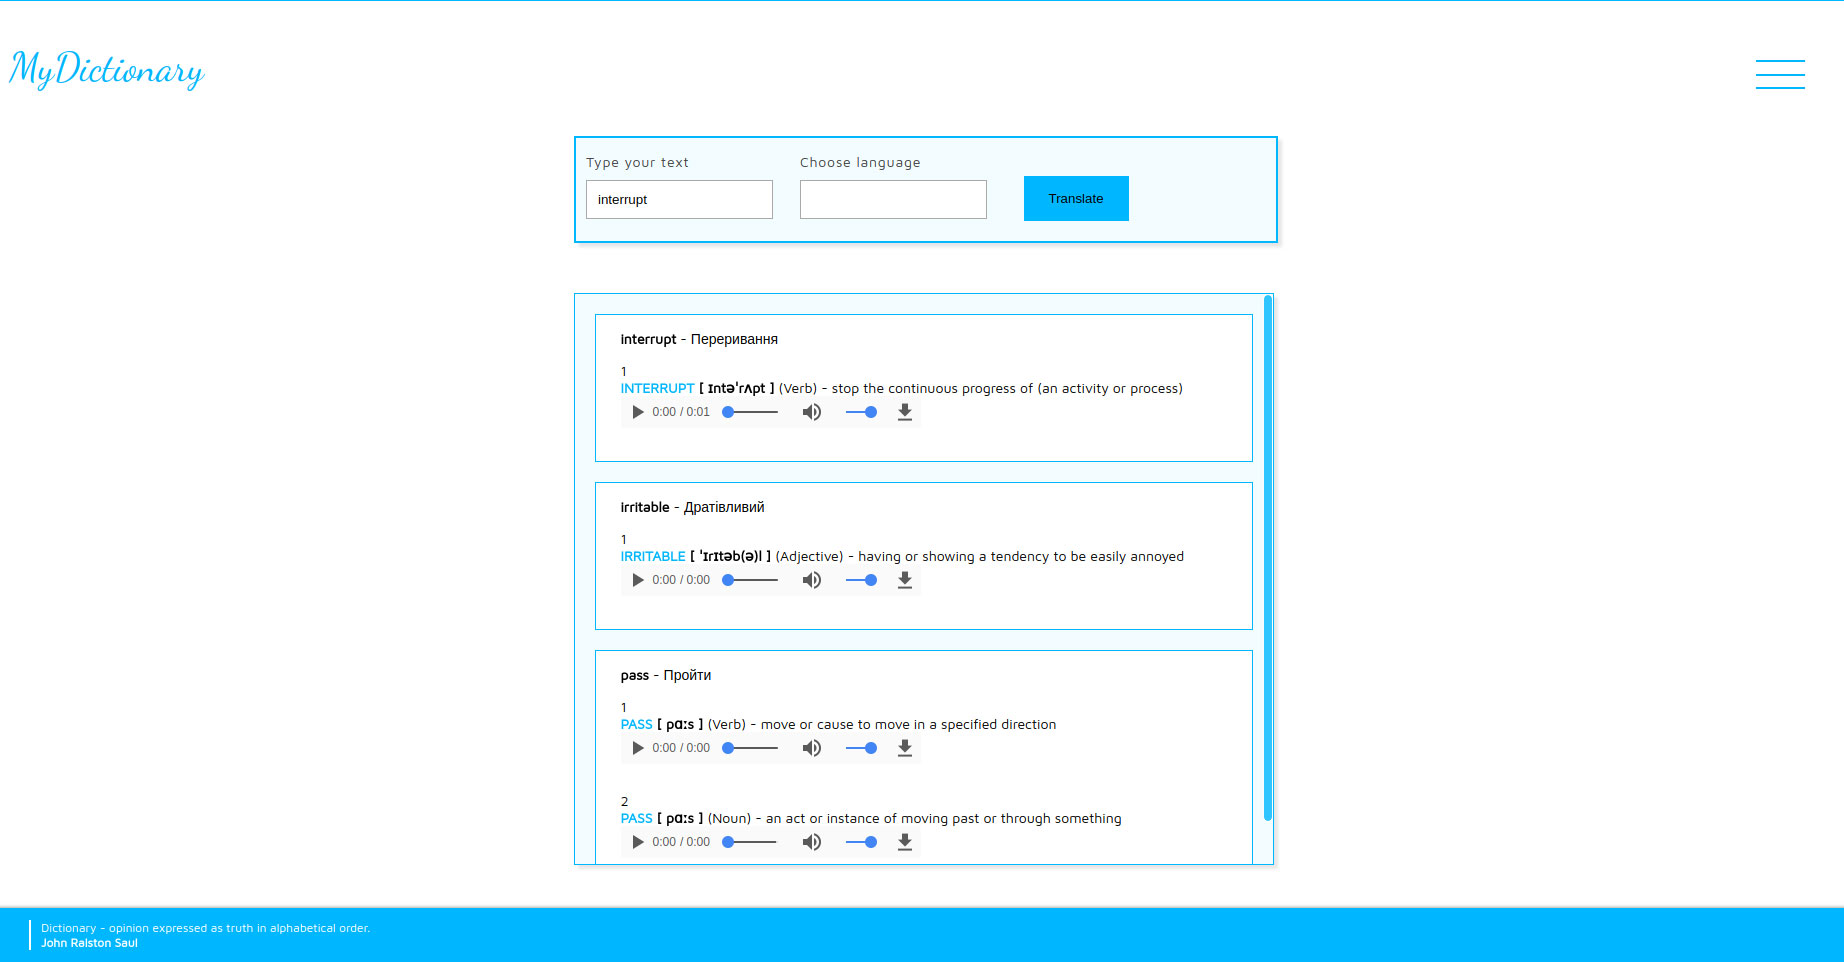 MyDictionary
Type your text
Choose language
interrupt
Translate
interrupt - Переривання
1
INTERRUPT [ ɪntəˈrʌpt ] (Verb) - stop the continuous progress of (an activity or process)
0:00 / 0:01
irritable - Дратівливий
1
IRRITABLE [ ˈɪrɪtəb(ə)l ] (Adjective) - having or showing a tendency to be easily annoyed
0:00 / 0:00
pass - Пройти
1
PASS [ pɑːs ] (Verb) - move or cause to move in a specified direction
0:00 / 0:00
2
PASS [ pɑːs ] (Noun) - an act or instance of moving past or through something
0:00 / 0:00
Dictionary - opinion expressed as truth in alphabetical order.
John Ralston Saul